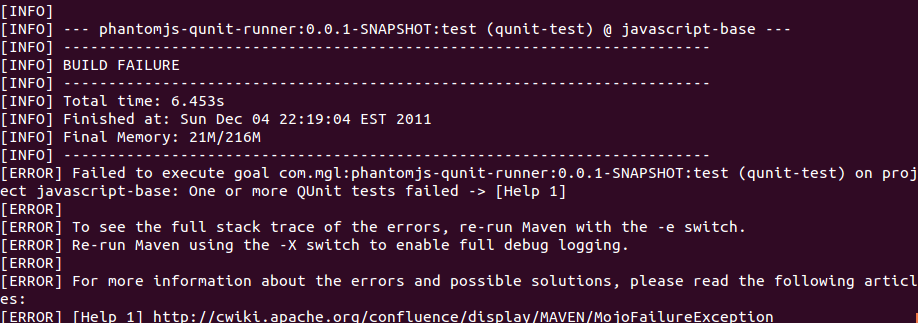 [INFO]
[INFO] --- phantomjs-qunit-runner:0.0.1-SNAPSHOT:test (qunit-test) @ javascript-base ---
[INFO] ------------------------------------------------------------------------
[INFO] BUILD FAILURE
[INFO] ------------------------------------------------------------------------
[INFO] Total time: 6.453s
[INFO] Finished at: Sun Dec 04 22:19:04 EST 2011
[INFO] Final Memory: 21M/216M
[INFO] ------------------------------------------------------------------------
[ERROR] Failed to execute goal com.mgl:phantomjs-qunit-runner:0.0.1-SNAPSHOT:test (qunit-test) on proj
ect javascript-base: One or more QUnit tests failed -> [Help 1]
[ERROR]
[ERROR] To see the full stack trace of the errors, re-run Maven with the -e switch.
[ERROR] Re-run Maven using the -X switch to enable full debug logging.
[ERROR]
[ERROR] For more information about the errors and possible solutions, please read the following articl
es:
[ERROR] [Help 1] http://cwiki.apache.org/confluence/display/MAVEN/MojoFailureException